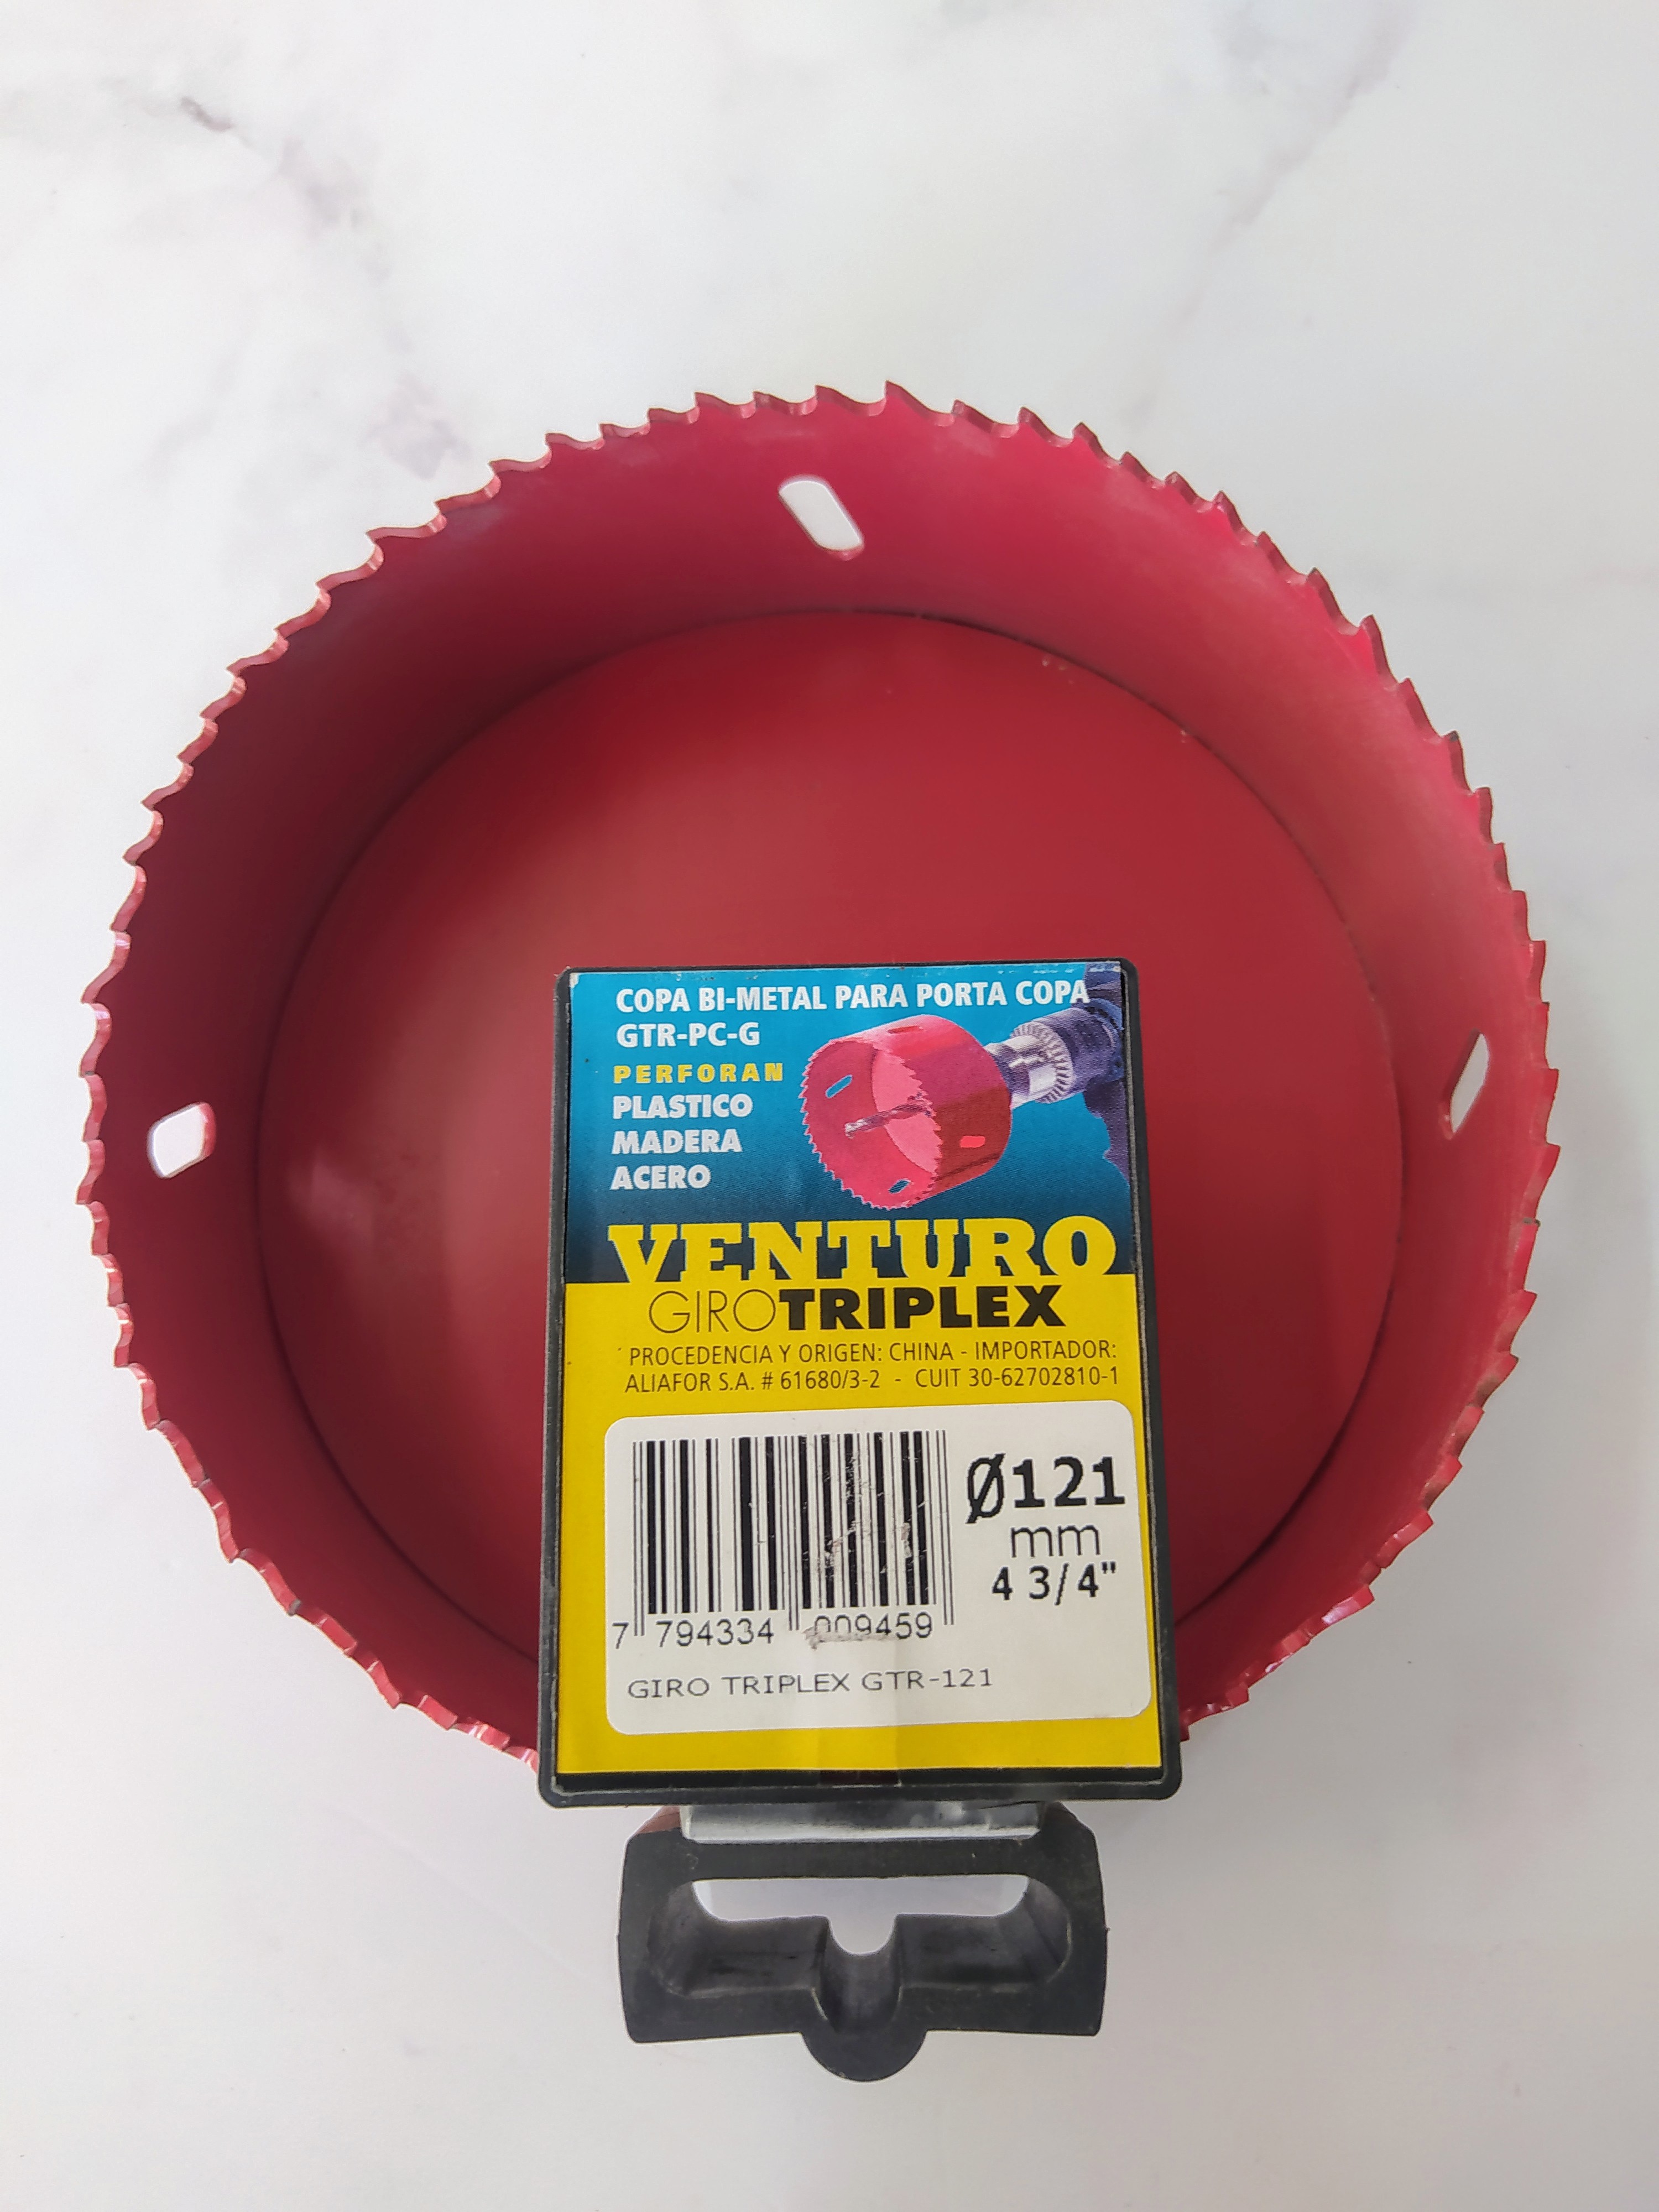 COPA BI-METAL PARA PORTA COPA
GTR-PC-G
PERFORAN
PLASTICO
MADERA
ACERO
VENTURO
GIROTRIPLEX
PROCEDENCIA Y ORIGEN: CHINA - IMPORTADOR:
ALIAFOR S.A. # 61680/3-2 - CUIT 30-62702810-1
Ø121
mm
4 3/4"
7 794334 009459
GIRO TRIPLEX GTR-121